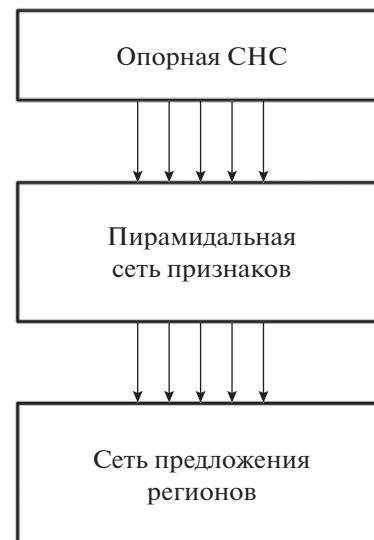 Опорная СНС
Пирамидальная
сеть признаков
Сеть предложения
регионов